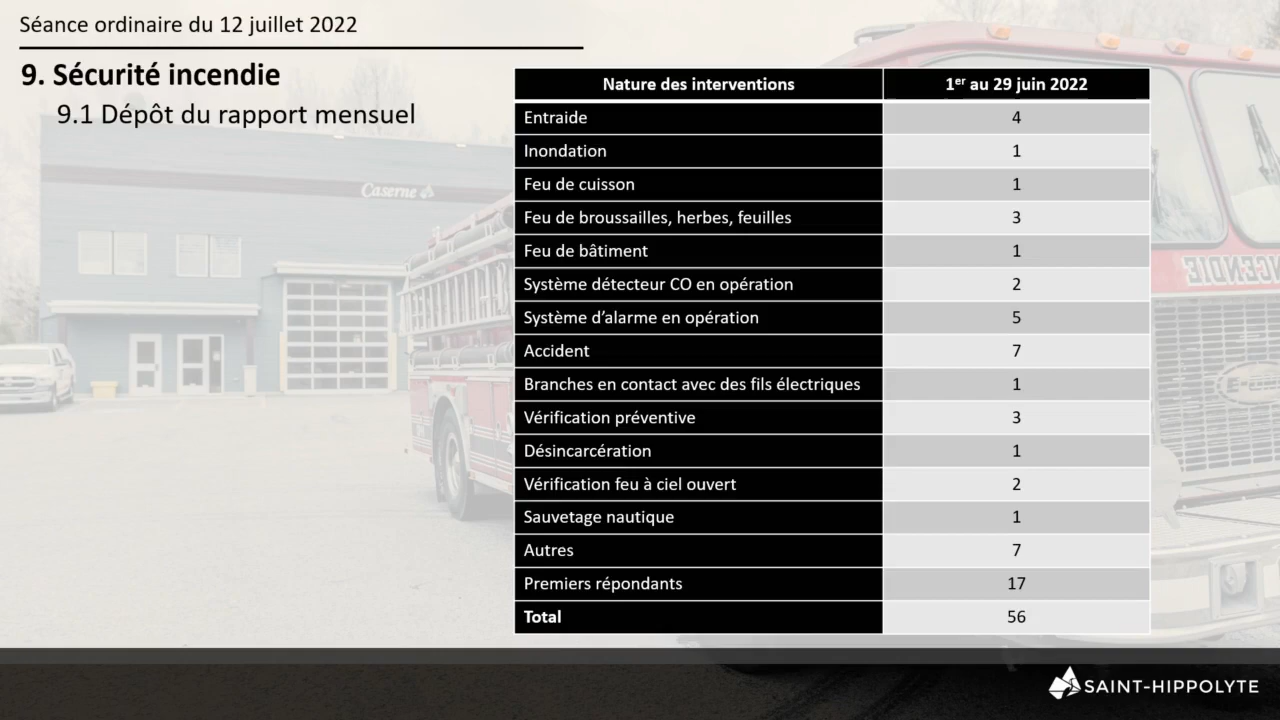 Séance ordinaire du 12 juillet 2022
9. Sécurité incendie
9.1 Dépôt du rapport mensuel
Nature des interventions 1er au 29 juin 2022
Entraide 4
Inondation 1
Feu de cuisson 1
Feu de broussailles, herbes, feuilles 3
Feu de bâtiment 1
Système détecteur CO en opération 2
Système d’alarme en opération 5
Accident 7
Branches en contact avec des fils électriques 1
Vérification préventive 3
Désincarcération 1
Vérification feu à ciel ouvert 2
Sauvetage nautique 1
Autres 7
Premiers répondants 17
Total 56
Caserne
INCENDIE
SAINT-HIPPOLYTE